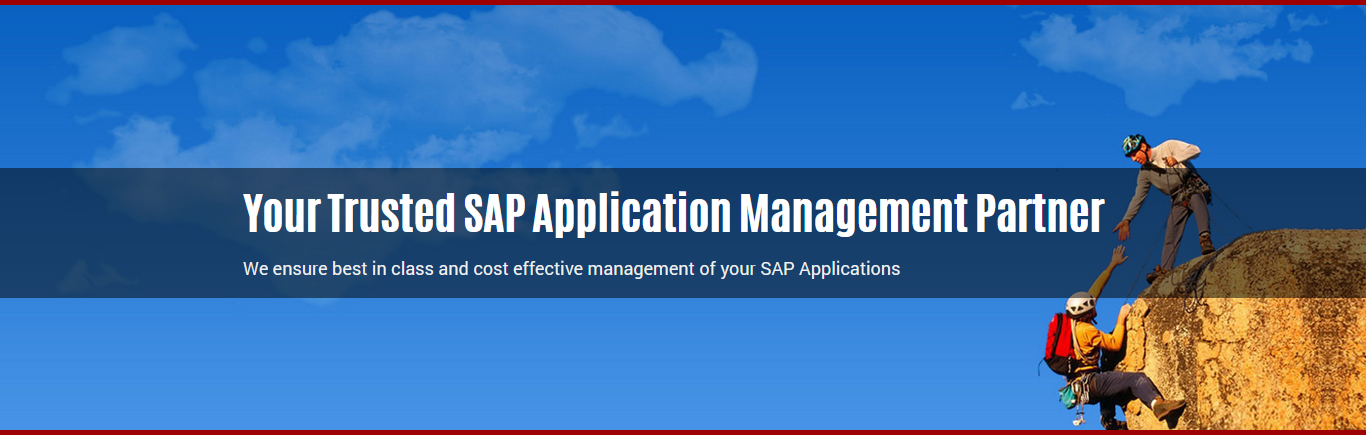 Your Trusted SAP Application Management Partner
We ensure best in class and cost effective management of your SAP Applications